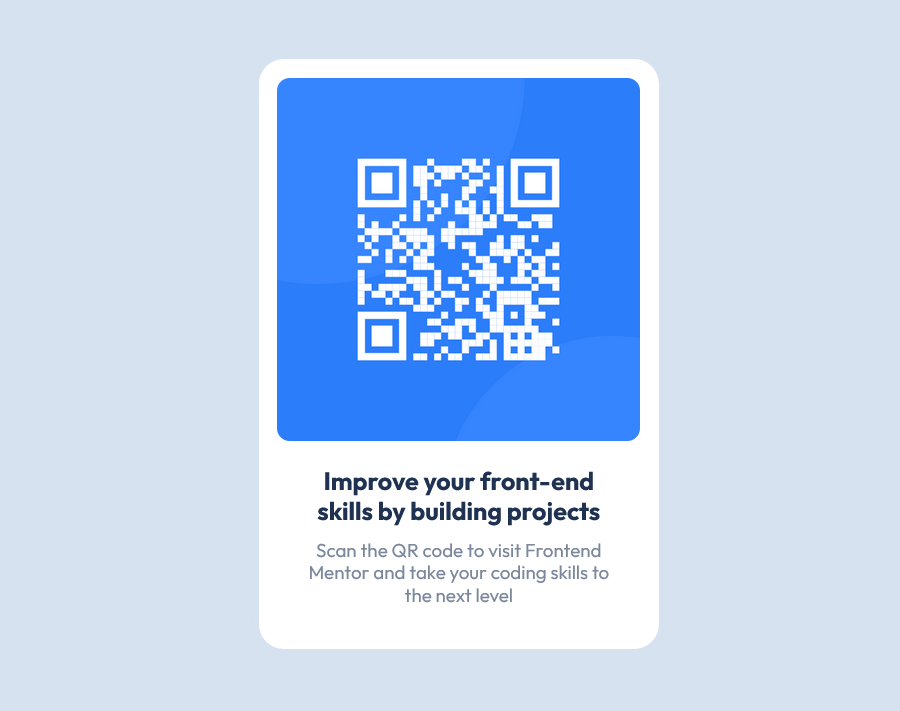 Improve your front-end
skills by building projects
Scan the QR code to visit Frontend
Mentor and take your coding skills to
the next level